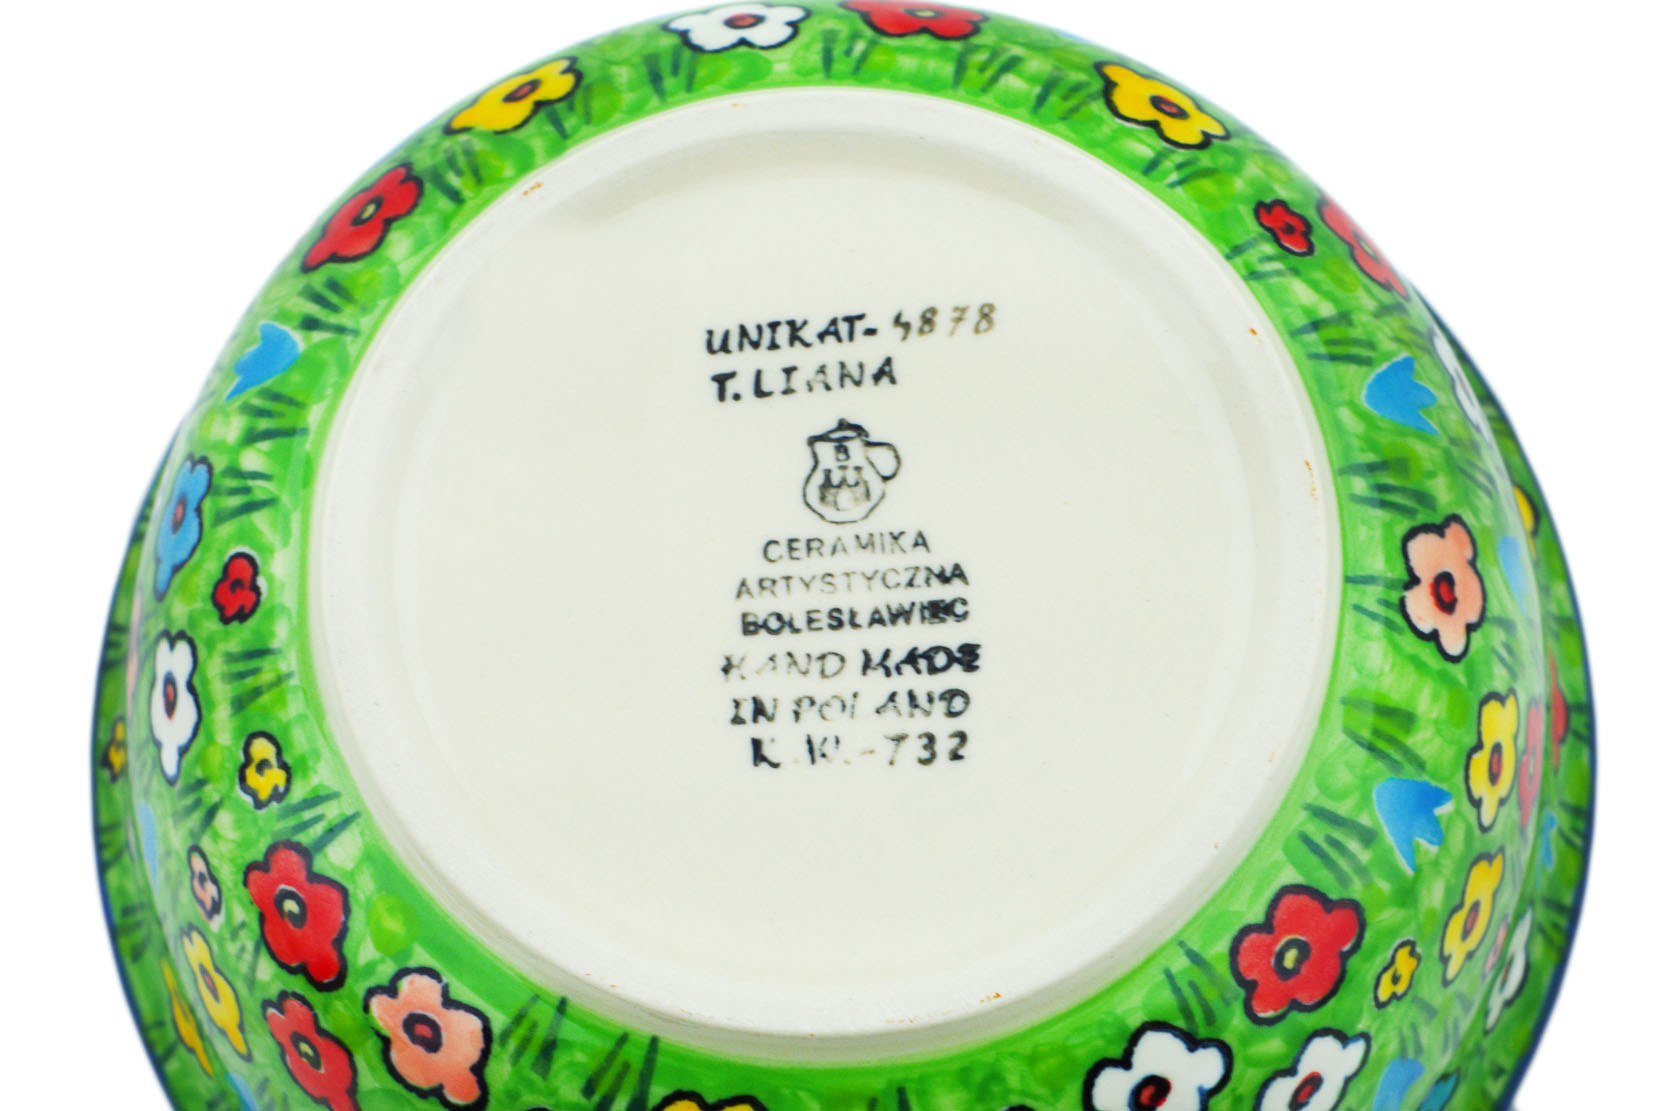 UNIKAT-4878
T. LIANA
B
CERAMIKA
ARTYSTYCZNA
BOLESŁAWIEC
HAND MADE
IN POLAND
K.W.-732